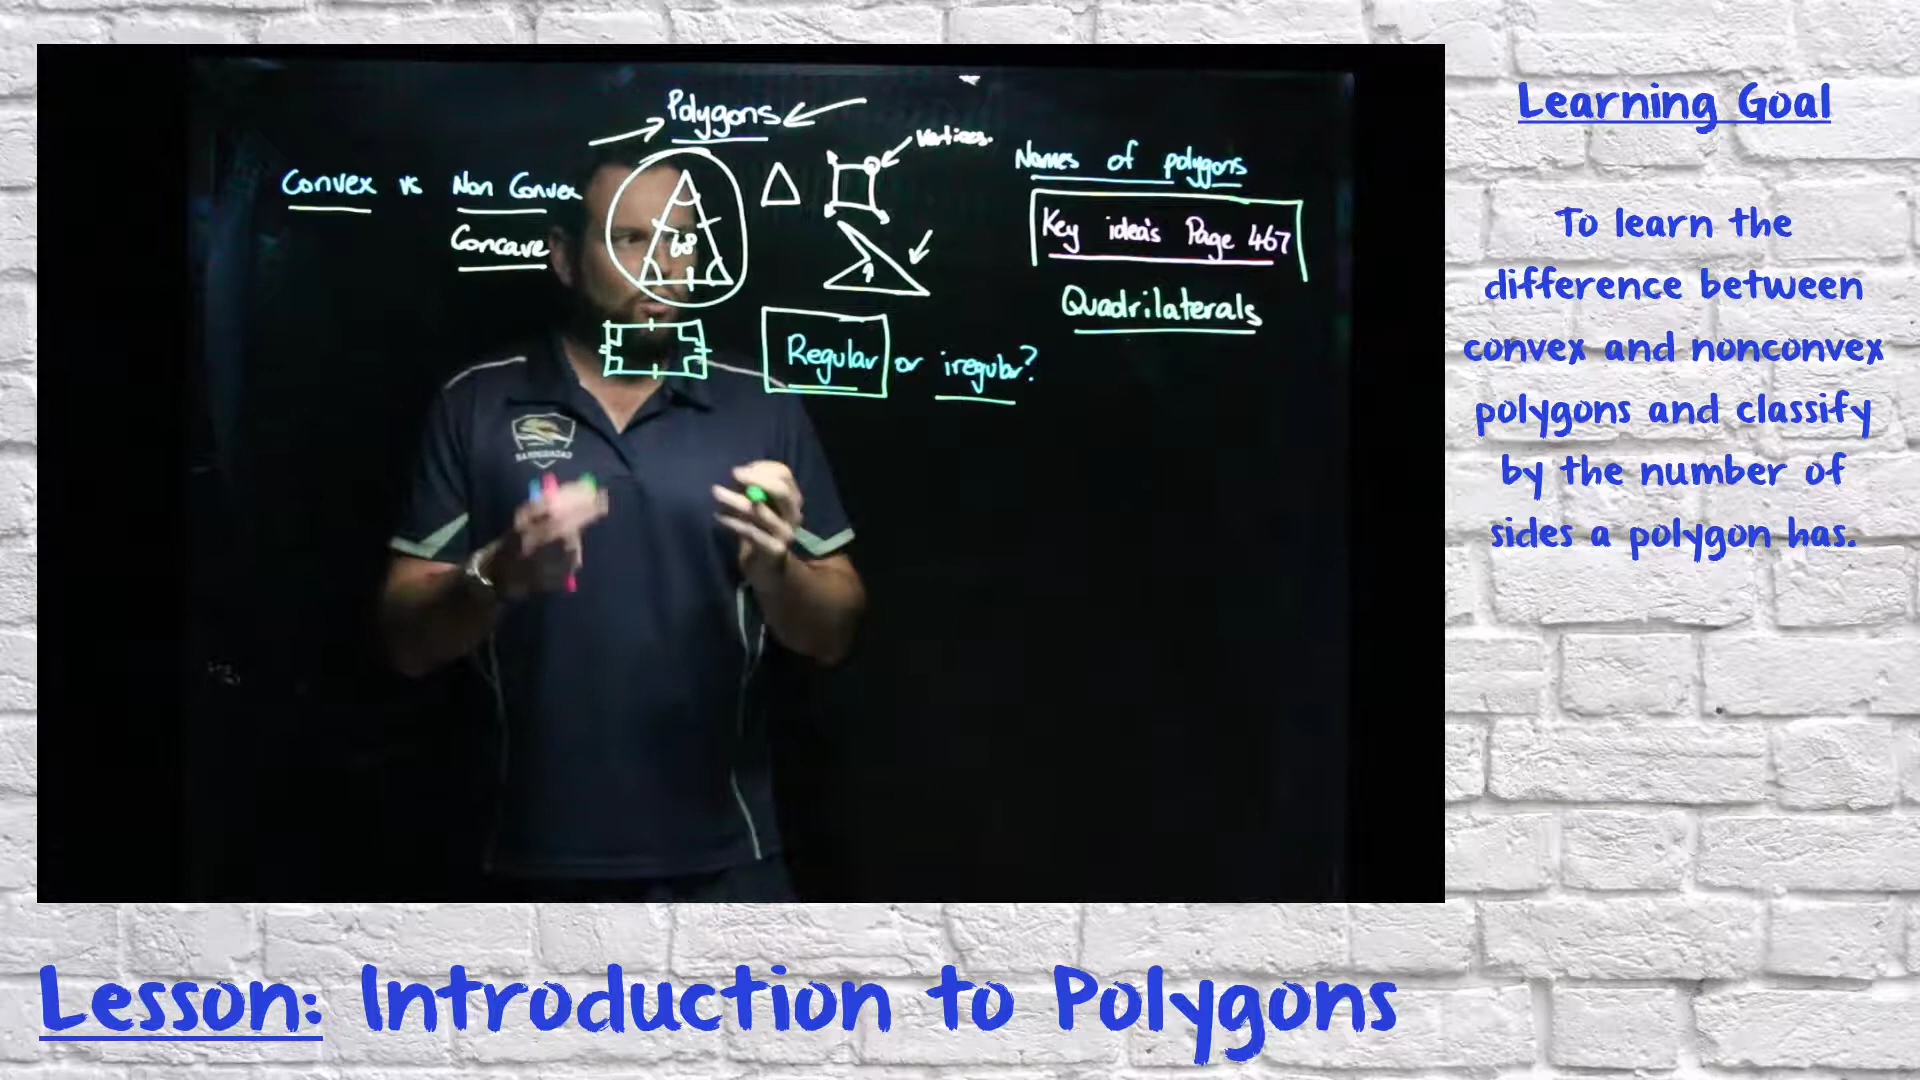 Polygons
Vertices.
Convex vs Non Convex
Concave
60°
Names of polygons
Key idea's Page 467
Quadrilaterals
Regular or iregular?
Learning Goal
To learn the
difference between
convex and nonconvex
polygons and classify
by the number of
sides a polygon has.
Lesson: Introduction to Polygons